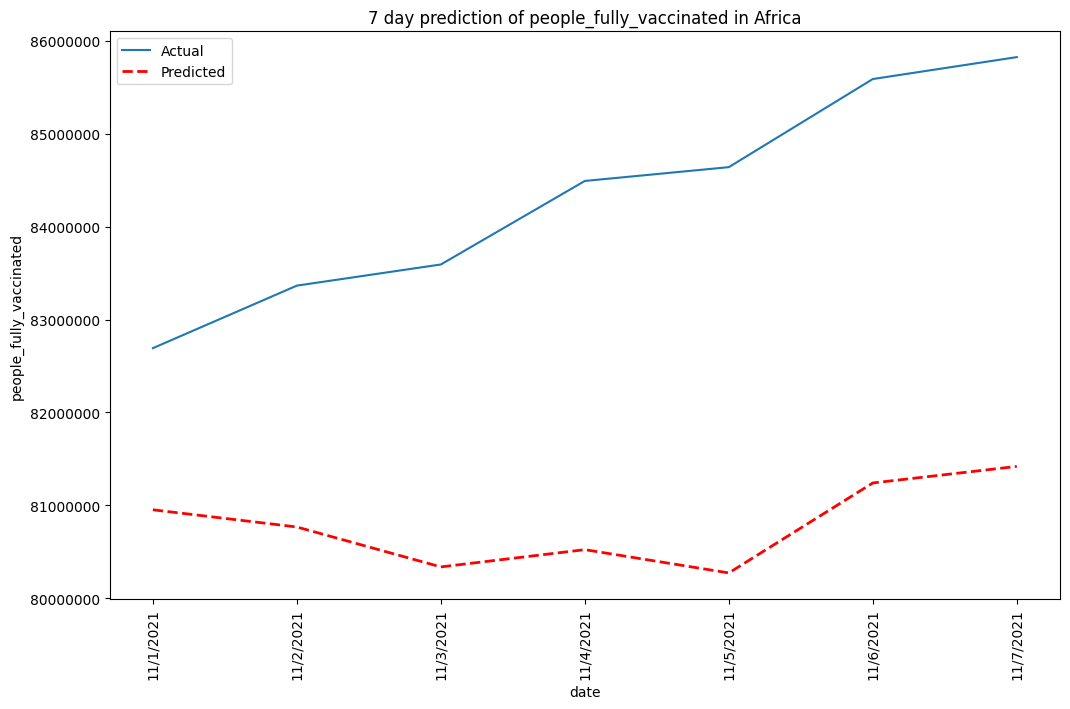 7 day prediction of people_fully_vaccinated in Africa
Actual
Predicted
86000000
85000000
84000000
83000000
82000000
81000000
80000000
people_fully_vaccinated
11/1/2021
11/2/2021
11/3/2021
11/4/2021
11/5/2021
11/6/2021
11/7/2021
date